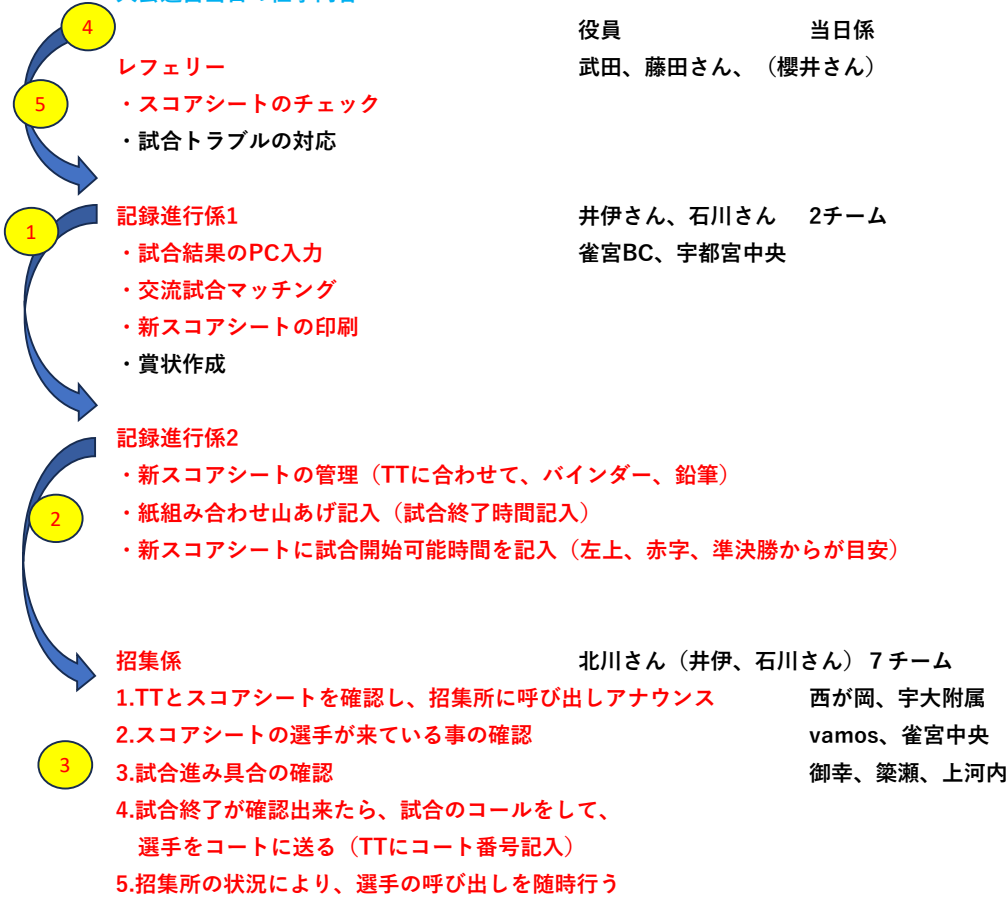 4
役員 当日係
レフェリー 武田、藤田さん、（櫻井さん）
5
・スコアシートのチェック
・試合トラブルの対応
記録進行係1 井伊さん、石川さん 2チーム
1
・試合結果のPC入力 雀宮BC、宇都宮中央
・交流試合マッチング
・新スコアシートの印刷
・賞状作成
記録進行係2
・新スコアシートの管理（TTに合わせて、バインダー、鉛筆）
2
・紙組み合わせ山あげ記入（試合終了時間記入）
・新スコアシートに試合開始可能時間を記入（左上、赤字、準決勝からが目安）
招集係 北川さん（井伊、石川さん）７チーム
1.TTとスコアシートを確認し、招集所に呼び出しアナウンス 西が岡、宇大附属
2.スコアシートの選手が来ている事の確認 vamos、雀宮中央
3
3.試合進み具合の確認 御幸、簗瀬、上河内
4.試合終了が確認出来たら、試合のコールをして、
選手をコートに送る（TTにコート番号記入）
5.招集所の状況により、選手の呼び出しを随時行う